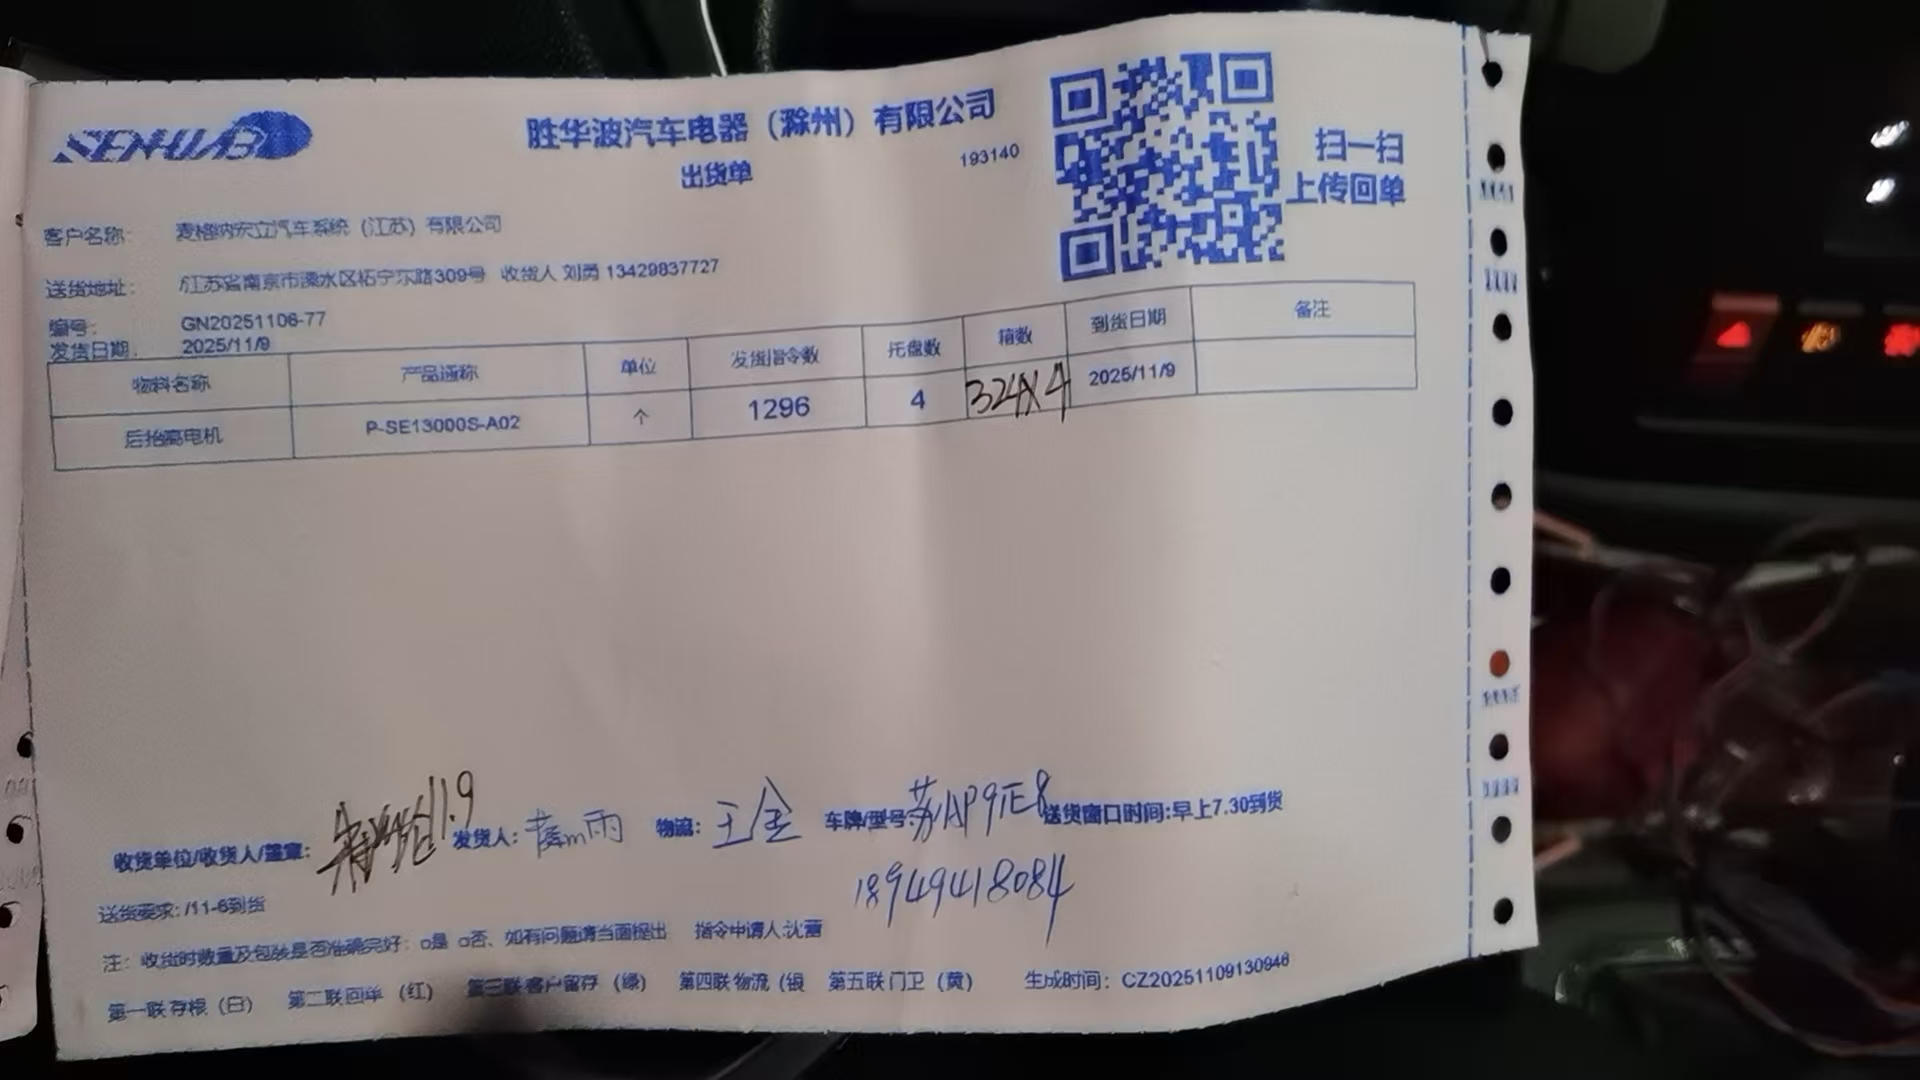 SENHUAB
胜华波汽车电器（滁州）有限公司
出货单
193140
扫一扫
上传回单
客户名称： 麦格纳宏立汽车系统（江苏）有限公司
送货地址： /江苏省南京市溧水区柘宁东路309号 收货人 刘勇 13429837727
编号： GN20251106-77
发货日期: 2025/11/9
物料名称 产品通称 单位 发货指令数 托盘数 箱数 到货日期 备注
后抬高电机 P-SE13000S-A02 个 1296 4 324X4 2025/11/9
收货单位/收货人/盖章: 11.9 发货人: 雨 物流: 王金 车牌/型号: 苏AP9E8 送货窗口时间:早上7.30到货
18949418084
送货要求: /11-6到货
注: 收货时数量及包装是否准确完好: □是 □否、如有问题请当面提出 指令申请人:沈蕾
第一联存根（白） 第二联回单（红） 第三联客户留存（绿） 第四联物流（银 第五联门卫（黄） 生成时间: CZ20251109130946